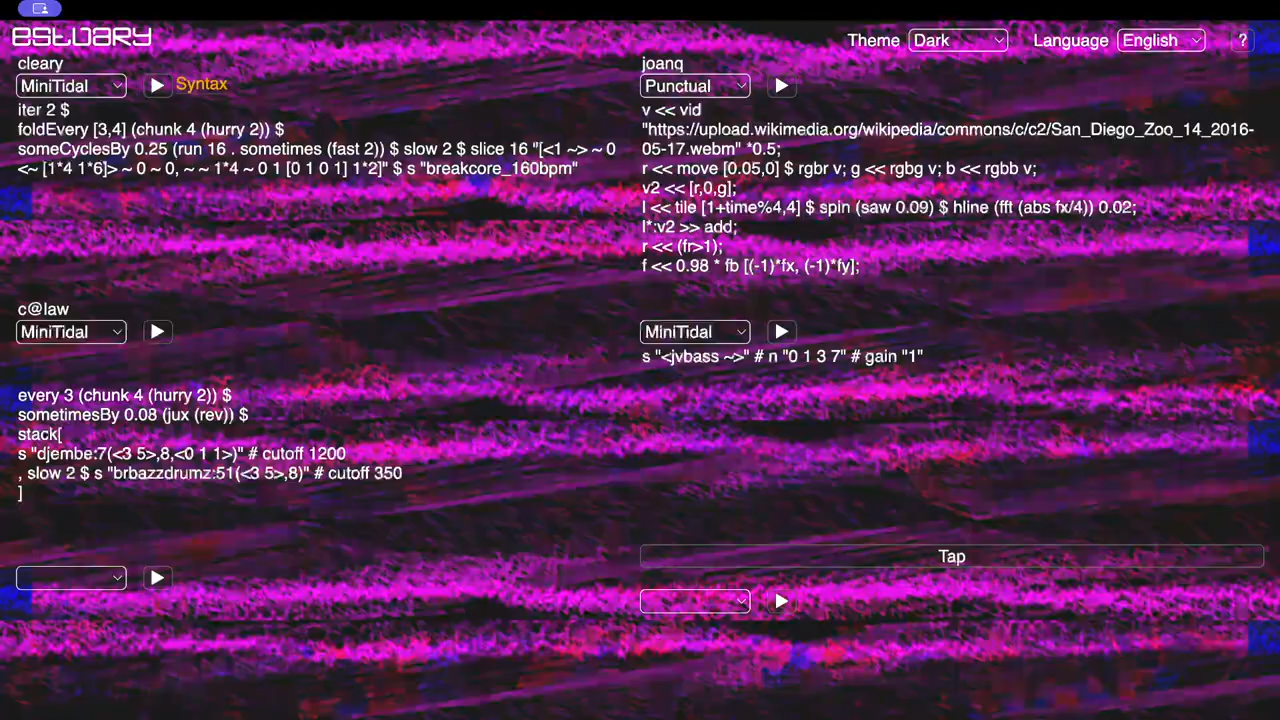 estuary
Theme Dark Language English ?
cleary
MiniTidal Syntax
iter 2 $
foldEvery [3,4] (chunk 4 (hurry 2)) $
someCyclesBy 0.25 (run 16 . sometimes (fast 2)) $ slow 2 $ slice 16 "[<1 ~> ~ 0
<~ [1*4 1*6]> ~ 0 ~ 0, ~ ~ 1*4 ~ 0 1 [0 1 0 1] 1*2]" $ s "breakcore_160bpm"
joanq
Punctual
v << vid
"https://upload.wikimedia.org/wikipedia/commons/c/c2/San_Diego_Zoo_14_2016-
05-17.webm" *0.5;
r << move [0.05,0] $ rgbr v; g << rgbg v; b << rgbb v;
v2 << [r,0,g];
l << tile [1+time%4,4] $ spin (saw 0.09) $ hline (fft (abs fx/4)) 0.02;
l*:v2 >> add;
r << (fr>1);
f << 0.98 * fb [(-1)*fx, (-1)*fy];
c@law
MiniTidal
every 3 (chunk 4 (hurry 2)) $
sometimesBy 0.08 (jux (rev)) $
stack[
s "djembe:7(<3 5>,8,<0 1 1>)" # cutoff 1200
, slow 2 $ s "brbazzdrumz:51(<3 5>,8)" # cutoff 350
]
MiniTidal
s "<jvbass ~>" # n "0 1 3 7" # gain "1"
Tap